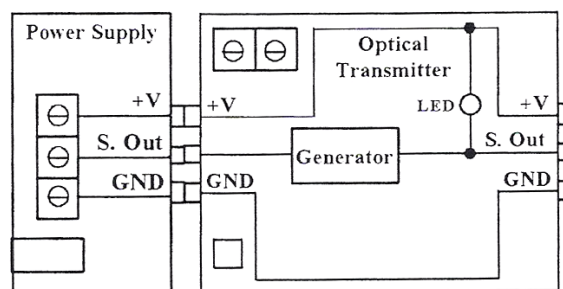 Power Supply
+V
S. Out
GND
+V
GND
Optical
Transmitter
LED
Generator
+V
S. Out
GND